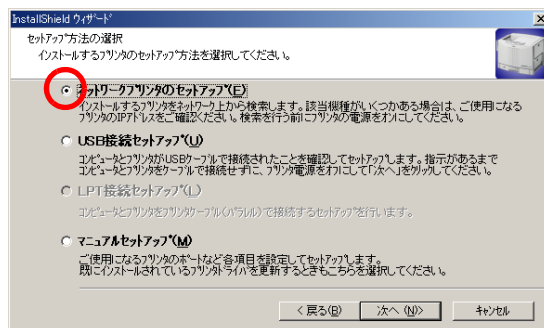 InstallShield ウィザード
セットアップ方法の選択
インストールするプリンタのセットアップ方法を選択してください。
ネットワークプリンタのセットアップ(E)
インストールするプリンタをネットワーク上から検索します。該当機種がいくつかある場合は、ご使用になる
プリンタのIPアドレスをご確認ください。検索を行う前にプリンタの電源をオンにしてください。
USB接続セットアップ(U)
コンピュータとプリンタがUSBケーブルで接続されたことを確認してセットアップします。指示があるまで
コンピュータとプリンタをケーブルで接続せずに、プリンタ電源をオフにして「次へ」をクリックしてください。
LPT接続セットアップ(L)
コンピュータとプリンタをプリンタケーブル(パラレル)で接続するセットアップを行います。
マニュアルセットアップ(M)
ご使用になるプリンタのポートなど各項目を設定してセットアップします。
既にインストールされているプリンタドライバを更新するときもこちらを選択してください。
< 戻る(B) 次へ (N)> キャンセル